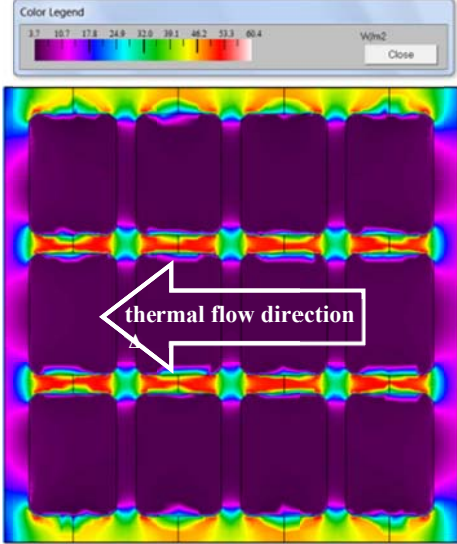 Color Legend
3.7 10.7 17.8 24.9 32.0 39.1 46.2 53.3 60.4 W/m2
Close
thermal flow direction